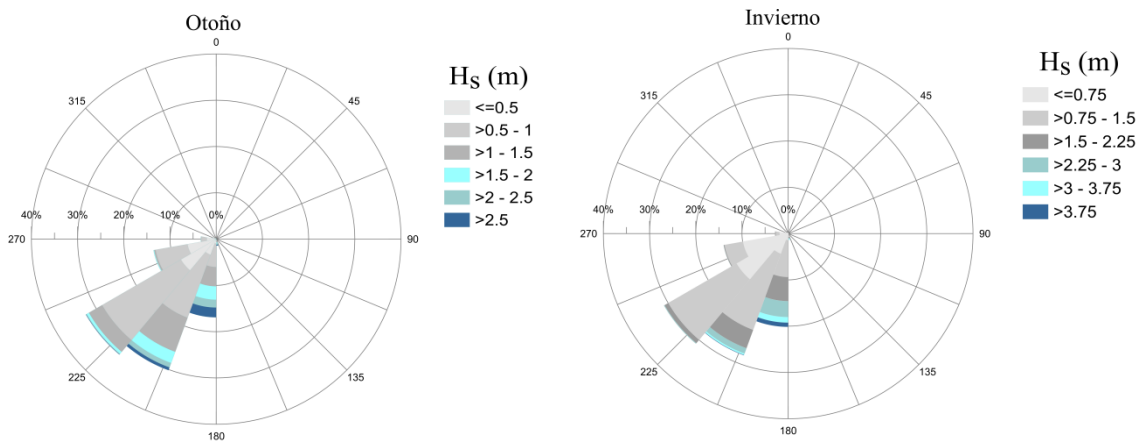 Otoño
0
45
90
135
180
225
270
315
40%
30%
20%
10%
0%
HS (m)
<=0.5
>0.5 - 1
>1 - 1.5
>1.5 - 2
>2 - 2.5
>2.5
Invierno
0
45
90
135
180
225
270
315
40%
30%
20%
10%
0%
HS (m)
<=0.75
>0.75 - 1.5
>1.5 - 2.25
>2.25 - 3
>3 - 3.75
>3.75